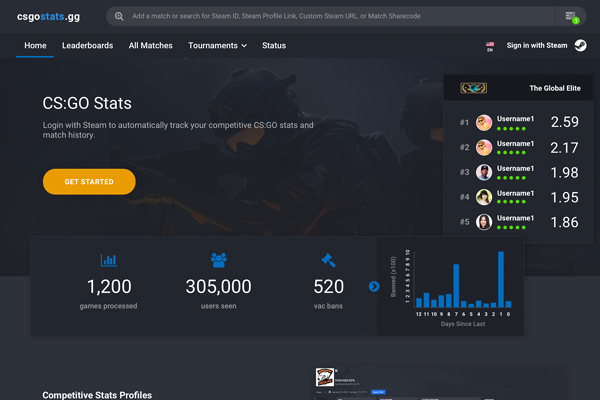 csgostats.gg
Add a match or search for Steam ID, Steam Profile Link, Custom Steam URL, or Match Sharecode
1
Home Leaderboards All Matches Tournaments Status
EN
Sign in with Steam
The Global Elite
#1 Username1 2.59
#2 Username1 2.17
#3 Username1 1.98
#4 Username1 1.95
#5 Username1 1.86
CS:GO Stats
Login with Steam to automatically track your competitive CS:GO stats and
match history.
GET STARTED
1,200
games processed
305,000
users seen
520
vac bans
Banned (x100)
1 2 3 4 5 6 7 8 9 10
12 11 10 9 8 7 6 5 4 3 2 1 0
Days Since Last
Competitive Stats Profiles